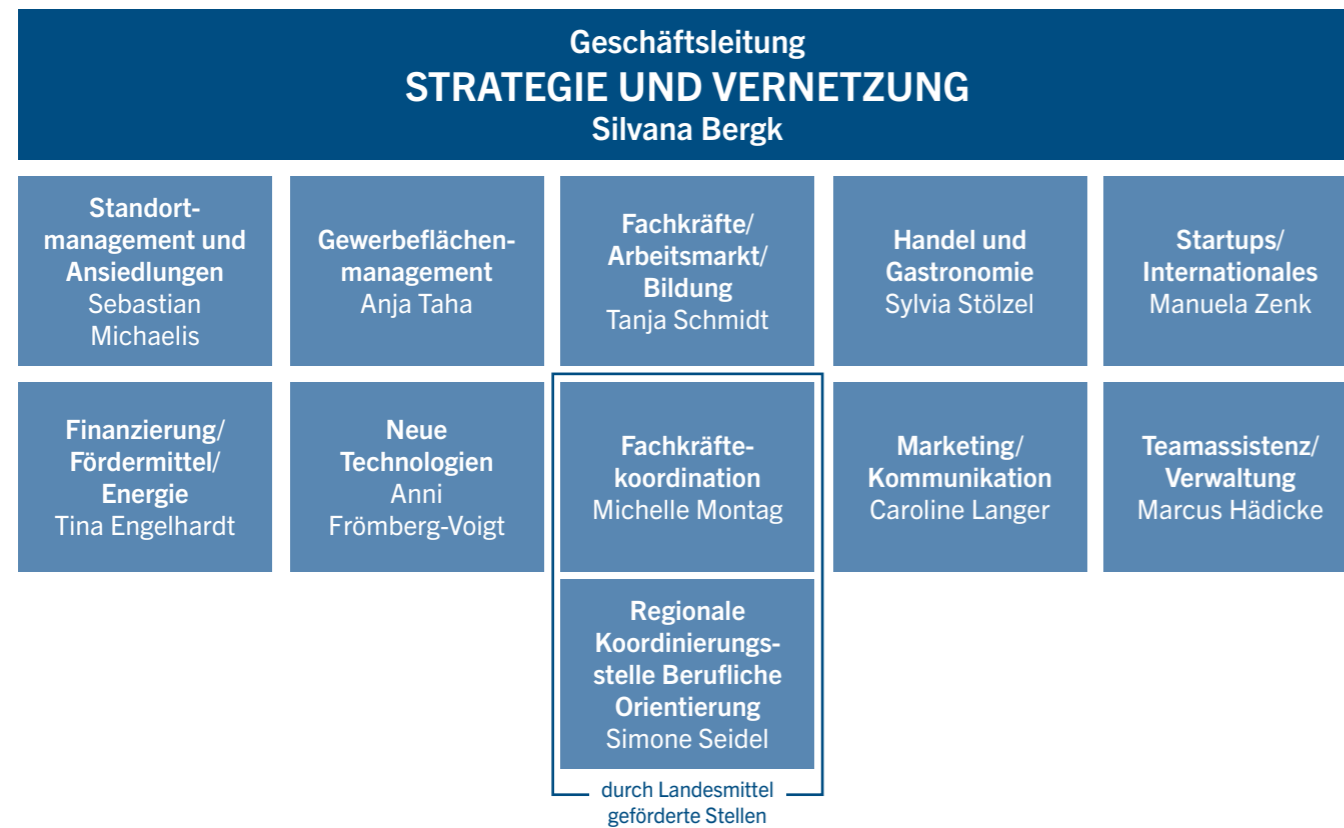 Geschäftsleitung
STRATEGIE UND VERNETZUNG
Silvana Bergk
Standort-
management und
Ansiedlungen
Sebastian
Michaelis
Gewerbeflächen-
management
Anja Taha
Fachkräfte/
Arbeitsmarkt/
Bildung
Tanja Schmidt
Handel und
Gastronomie
Sylvia Stölzel
Startups/
Internationales
Manuela Zenk
Finanzierung/
Fördermittel/
Energie
Tina Engelhardt
Neue
Technologien
Anni
Frömberg-Voigt
Fachkräfte-
koordination
Michelle Montag
Marketing/
Kommunikation
Caroline Langer
Teamassistenz/
Verwaltung
Marcus Hädicke
Regionale
Koordinierungs-
stelle Berufliche
Orientierung
Simone Seidel
durch Landesmittel
geförderte Stellen